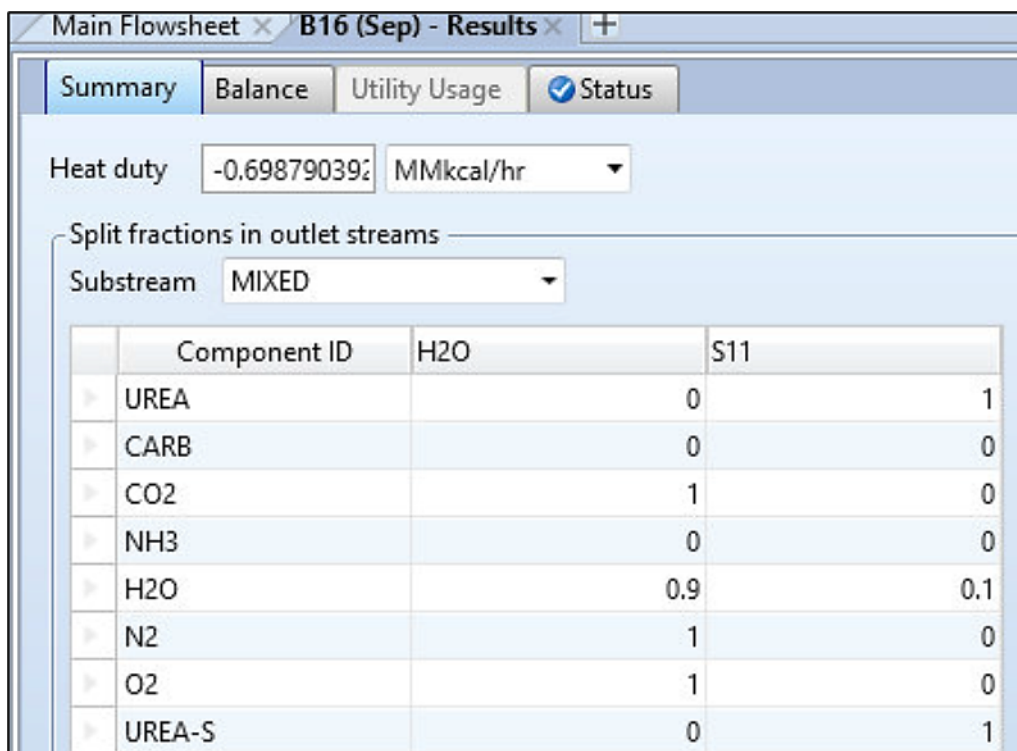 Main Flowsheet × B16 (Sep) - Results × +
Summary Balance Utility Usage Status
Heat duty -0.698790392 MMkcal/hr
Split fractions in outlet streams
Substream MIXED
Component ID H2O S11
UREA 0 1
CARB 0 0
CO2 1 0
NH3 0 0
H2O 0.9 0.1
N2 1 0
O2 1 0
UREA-S 0 1